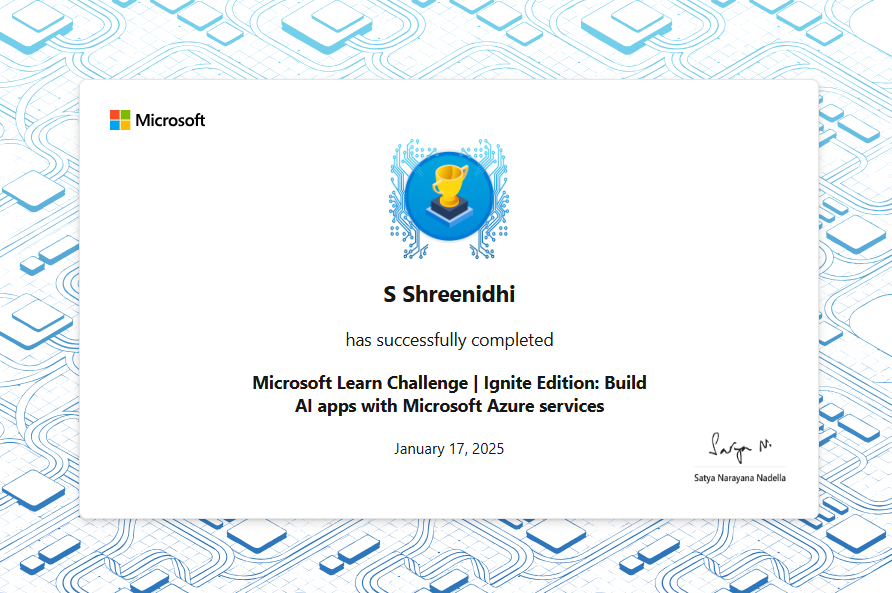 Microsoft
S Shreenidhi
has successfully completed
Microsoft Learn Challenge | Ignite Edition: Build
AI apps with Microsoft Azure services
January 17, 2025
Satya N.
Satya Narayana Nadella